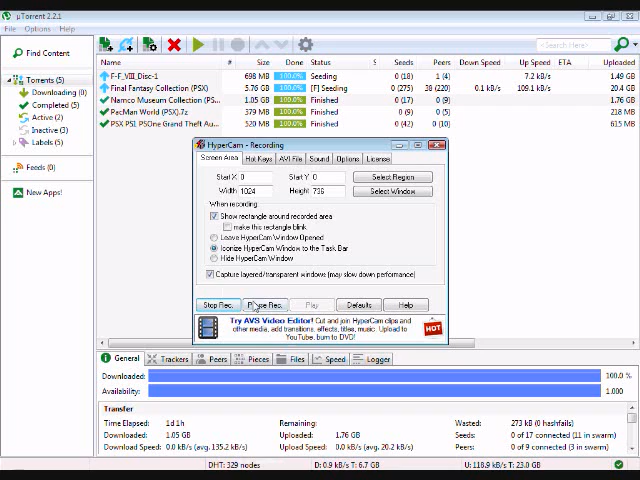 µTorrent 2.2.1
File Options Help
<Search Here>
Find Content
Torrents (5)
Downloading (0)
Completed (5)
Active (2)
Inactive (3)
Labels (5)
Feeds (0)
New Apps!
Name # Size Done Status S Seeds Peers Down Speed Up Speed ETA Uploaded
F-F_VIII_Disc-1 698 MB 100.0% Seeding 0 (18) 1 (4) 7.2 kB/s 1.49 GB
Final Fantasy Collection (PSX) 5.76 GB 100.0% [F] Seeding 0 (275) 38 (220) 0.1 kB/s 109.1 kB/s 20.4 GB
Namco Museum Collection (PS... 1.05 GB 100.0% Finished 0 (17) 0 (9) 1.76 GB
PacMan World (PSX).7z 379 MB 100.0% Finished 0 (9) 0 (2) 218 MB
PSX PS1 PSOne Grand Theft Au... 520 MB 100.0% Finished 0 (42) 0 (10) 615 MB
HyperCam - Recording
Screen Area Hot Keys AVI File Sound Options License
Start X 0 Start Y 0 Select Region
Width 1024 Height 736 Select Window
When recording:
Show rectangle around recorded area
make this rectangle blink
Leave HyperCam Window Opened
Iconize HyperCam Window to the Task Bar
Hide HyperCam Window
Capture layered/transparent windows (may slow down performance)
Stop Rec. Pause Rec. Play Defaults Help
Try AVS Video Editor! Cut and join HyperCam clips and
other media, add transitions, effects, titles, music. Upload to
YouTube, burn to DVD!
HOT
General Trackers Peers Pieces Files Speed Logger
Downloaded: 100.0 %
Availability: 1.000
Transfer
Time Elapsed: 1d 1h Remaining: Wasted: 273 kB (0 hashfails)
Downloaded: 1.05 GB Uploaded: 1.76 GB Seeds: 0 of 17 connected (11 in swarm)
Download Speed: 0.0 kB/s (avg. 135.2 kB/s) Upload Speed: 0.0 kB/s (avg. 20.2 kB/s) Peers: 0 of 9 connected (3 in swarm)
DHT: 329 nodes D: 0.9 kB/s T: 6.7 GB U: 118.9 kB/s T: 23.0 GB